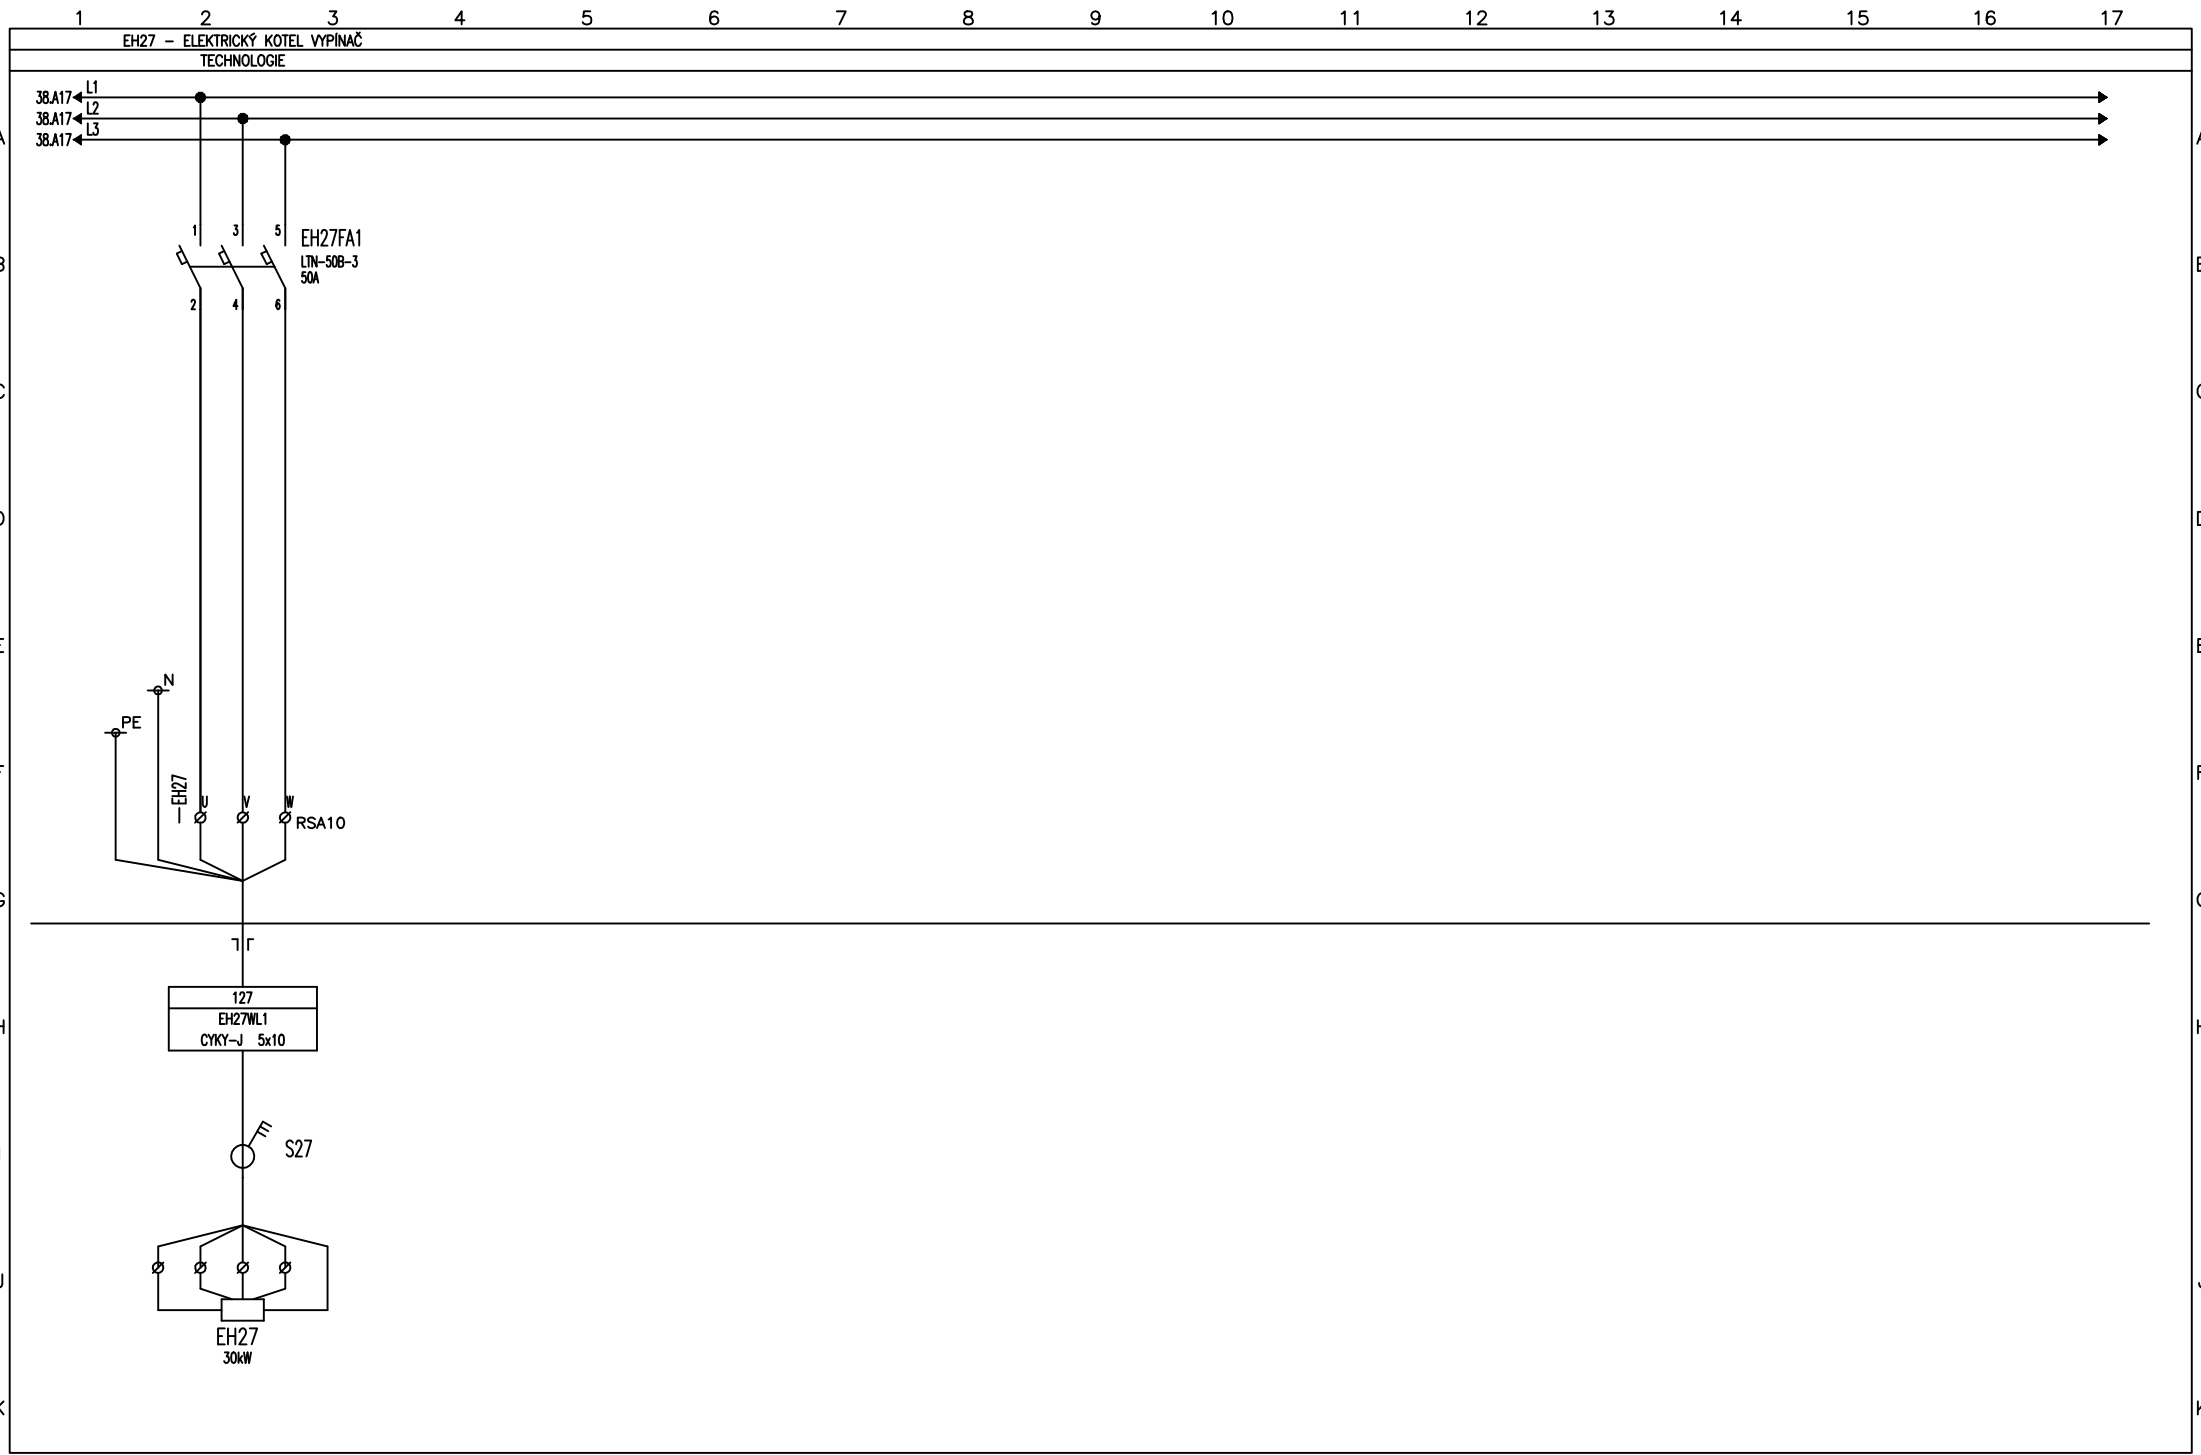 1 2 3 4 5 6 7 8 9 10 11 12 13 14 15 16 17
EH27 - ELEKTRICKÝ KOTEL VYPÍNAČ
TECHNOLOGIE
38.A17 L1
38.A17 L2
38.A17 L3
A A
1 3 5 EH27FA1
LTN-50B-3
50A
B B
2 4 6
C C
D D
E E
N
PE
F F
-EH27 U V W
RSA10
G G
127
EH27WL1
H H
CYKY-J 5x10
S27
J J
EH27
30kW
K K